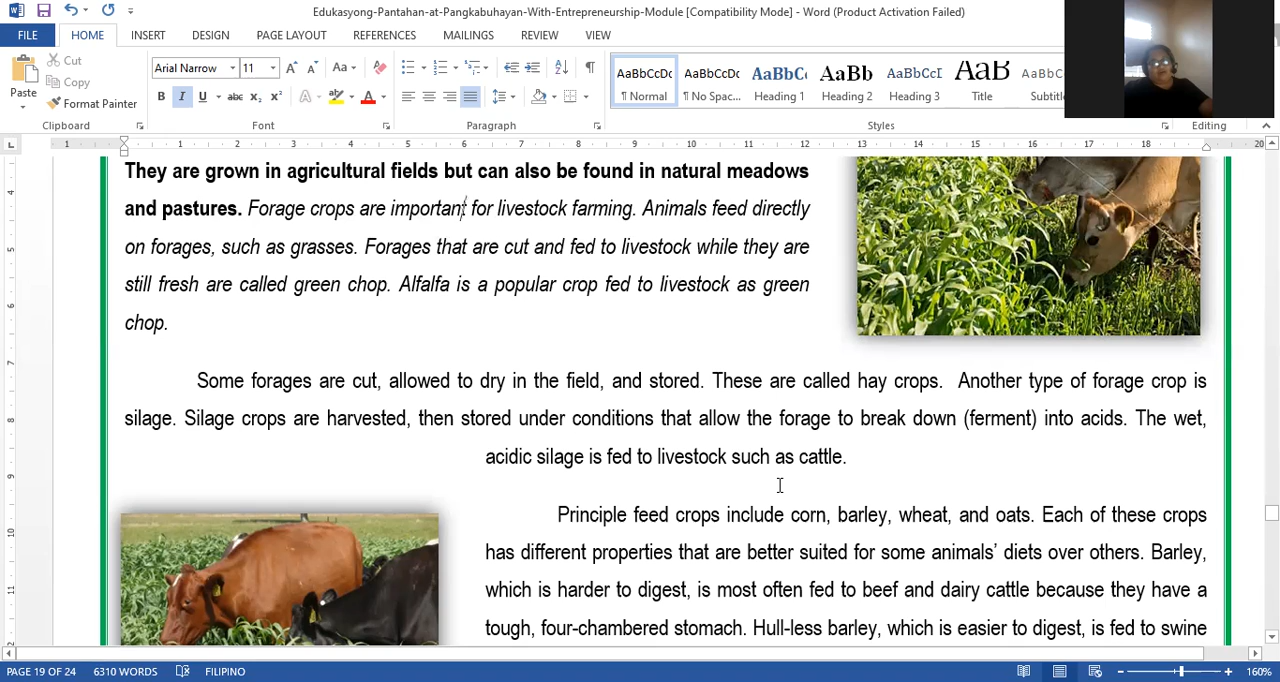 Edukasyong-Pantahan-at-Pangkabuhayan-With-Entrepreneurship-Module [Compatibility Mode] - Word (Product Activation Failed)
FILE HOME INSERT DESIGN PAGE LAYOUT REFERENCES MAILINGS REVIEW VIEW
Paste
Cut
Copy
Format Painter
Arial Narrow 11
AaBbCcDc AaBbCcDc AaBbCc AaBb AaBbCcI AaB AaBbCcD
¶ Normal ¶ No Spac... Heading 1 Heading 2 Heading 3 Title Subtitle
Clipboard Font Paragraph Styles Editing
They are grown in agricultural fields but can also be found in natural meadows
and pastures. Forage crops are important for livestock farming. Animals feed directly
on forages, such as grasses. Forages that are cut and fed to livestock while they are
still fresh are called green chop. Alfalfa is a popular crop fed to livestock as green
chop.
Some forages are cut, allowed to dry in the field, and stored. These are called hay crops. Another type of forage crop is
silage. Silage crops are harvested, then stored under conditions that allow the forage to break down (ferment) into acids. The wet,
acidic silage is fed to livestock such as cattle.
Principle feed crops include corn, barley, wheat, and oats. Each of these crops
has different properties that are better suited for some animals’ diets over others. Barley,
which is harder to digest, is most often fed to beef and dairy cattle because they have a
tough, four-chambered stomach. Hull-less barley, which is easier to digest, is fed to swine
PAGE 19 OF 24 6310 WORDS FILIPINO 160%